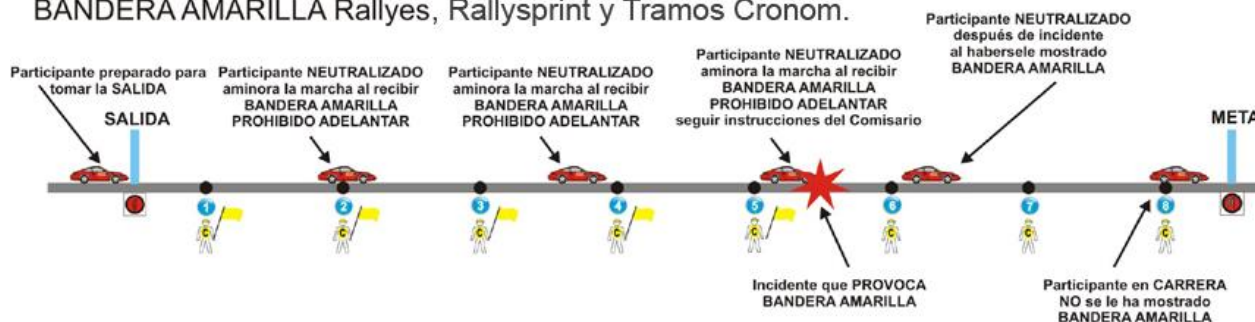 BANDERA AMARILLA Rallyes, Rallysprint y Tramos Cronom.
Participante preparado para
tomar la SALIDA
SALIDA
Participante NEUTRALIZADO
aminora la marcha al recibir
BANDERA AMARILLA
PROHIBIDO ADELANTAR
Participante NEUTRALIZADO
aminora la marcha al recibir
BANDERA AMARILLA
PROHIBIDO ADELANTAR
Participante NEUTRALIZADO
aminora la marcha al recibir
BANDERA AMARILLA
PROHIBIDO ADELANTAR
seguir instrucciones del Comisario
Participante NEUTRALIZADO
después de incidente
al habersele mostrado
BANDERA AMARILLA
META
1
2
3
4
5
6
7
8
C
C
C
C
C
C
C
C
Incidente que PROVOCA
BANDERA AMARILLA
Participante en CARRERA
NO se le ha mostrado
BANDERA AMARILLA